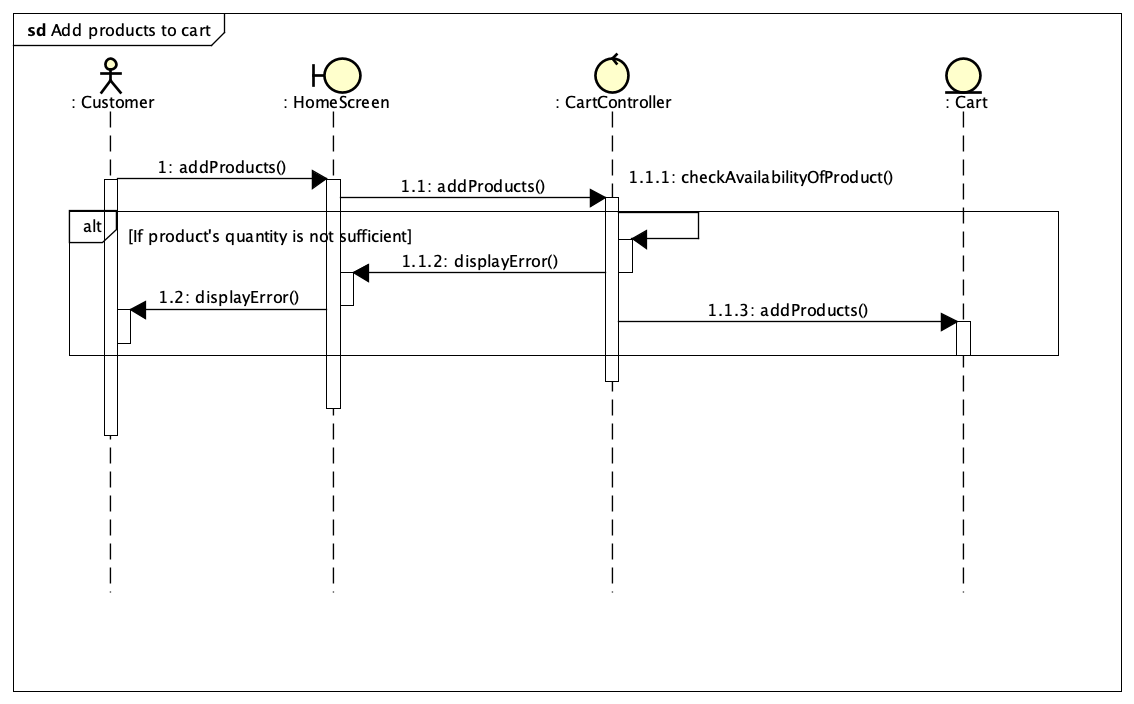 sd Add products to cart
: Customer
: HomeScreen
: CartController
: Cart
1: addProducts()
1.1: addProducts()
1.1.1: checkAvailabilityOfProduct()
alt
[If product's quantity is not sufficient]
1.1.2: displayError()
1.2: displayError()
1.1.3: addProducts()